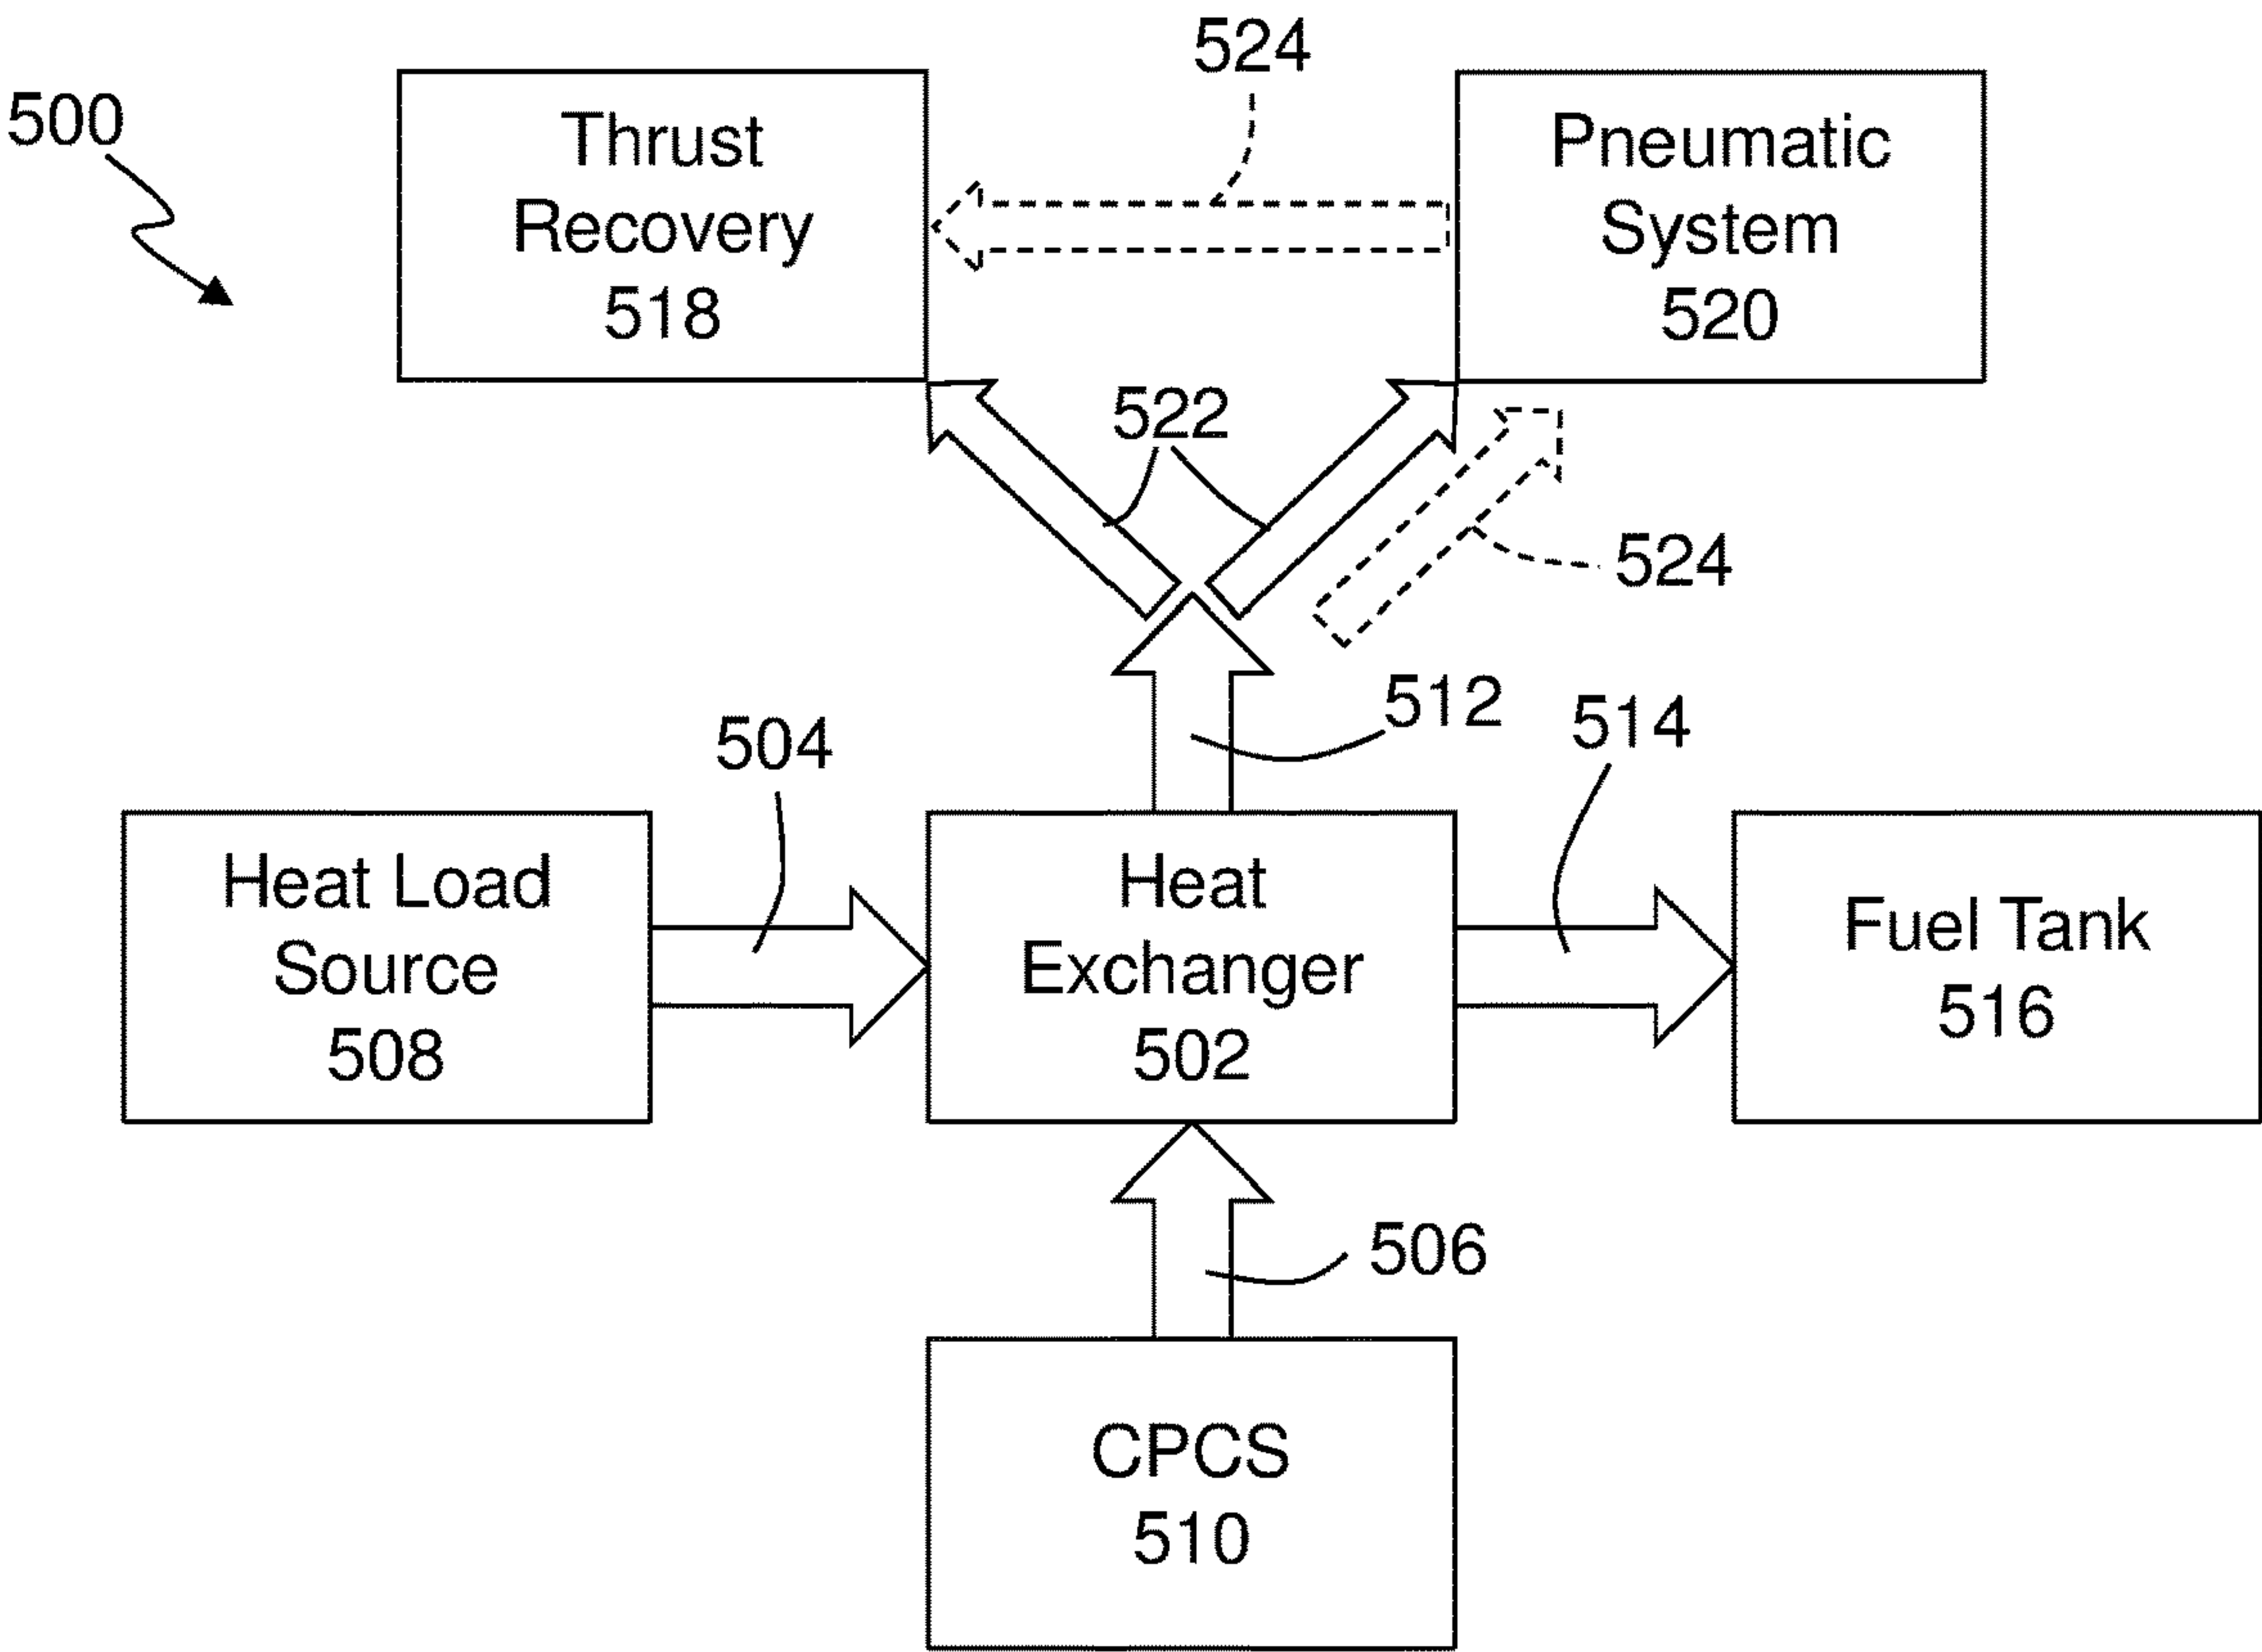 524
500
Thrust
Recovery
518
Pneumatic
System
520
522
524
512
514
504
Heat Load
Source
508
Heat
Exchanger
502
Fuel Tank
516
506
CPCS
510